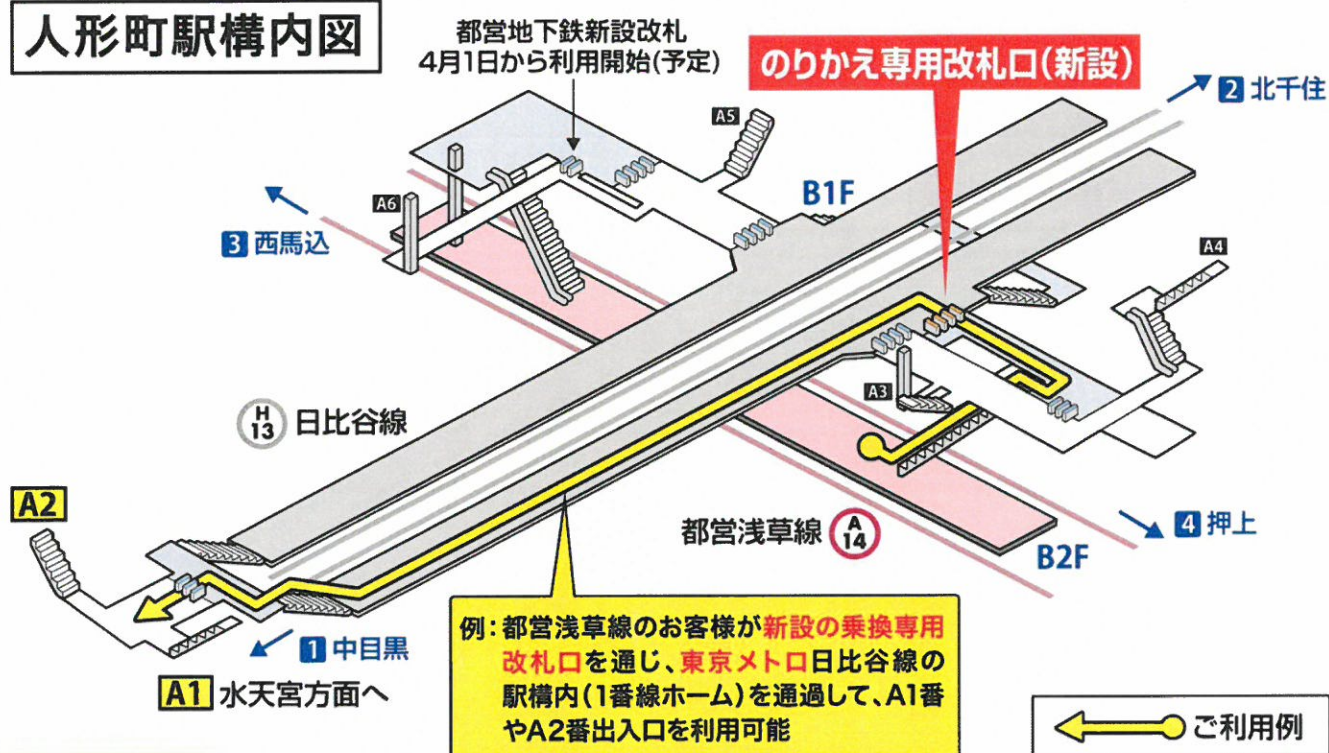 人形町駅構内図
都営地下鉄新設改札
4月1日から利用開始(予定)
のりかえ専用改札口(新設)
2 北千住
A5
B1F
A6
3 西馬込
A4
A3
H
13
日比谷線
A2
都営浅草線
A
14
4 押上
B2F
1 中目黒
A1 水天宮方面へ
例:都営浅草線のお客様が新設の乗換専用
改札口を通じ、東京メトロ日比谷線の
駅構内(1番線ホーム)を通過して、A1番
やA2番出入口を利用可能
ご利用例